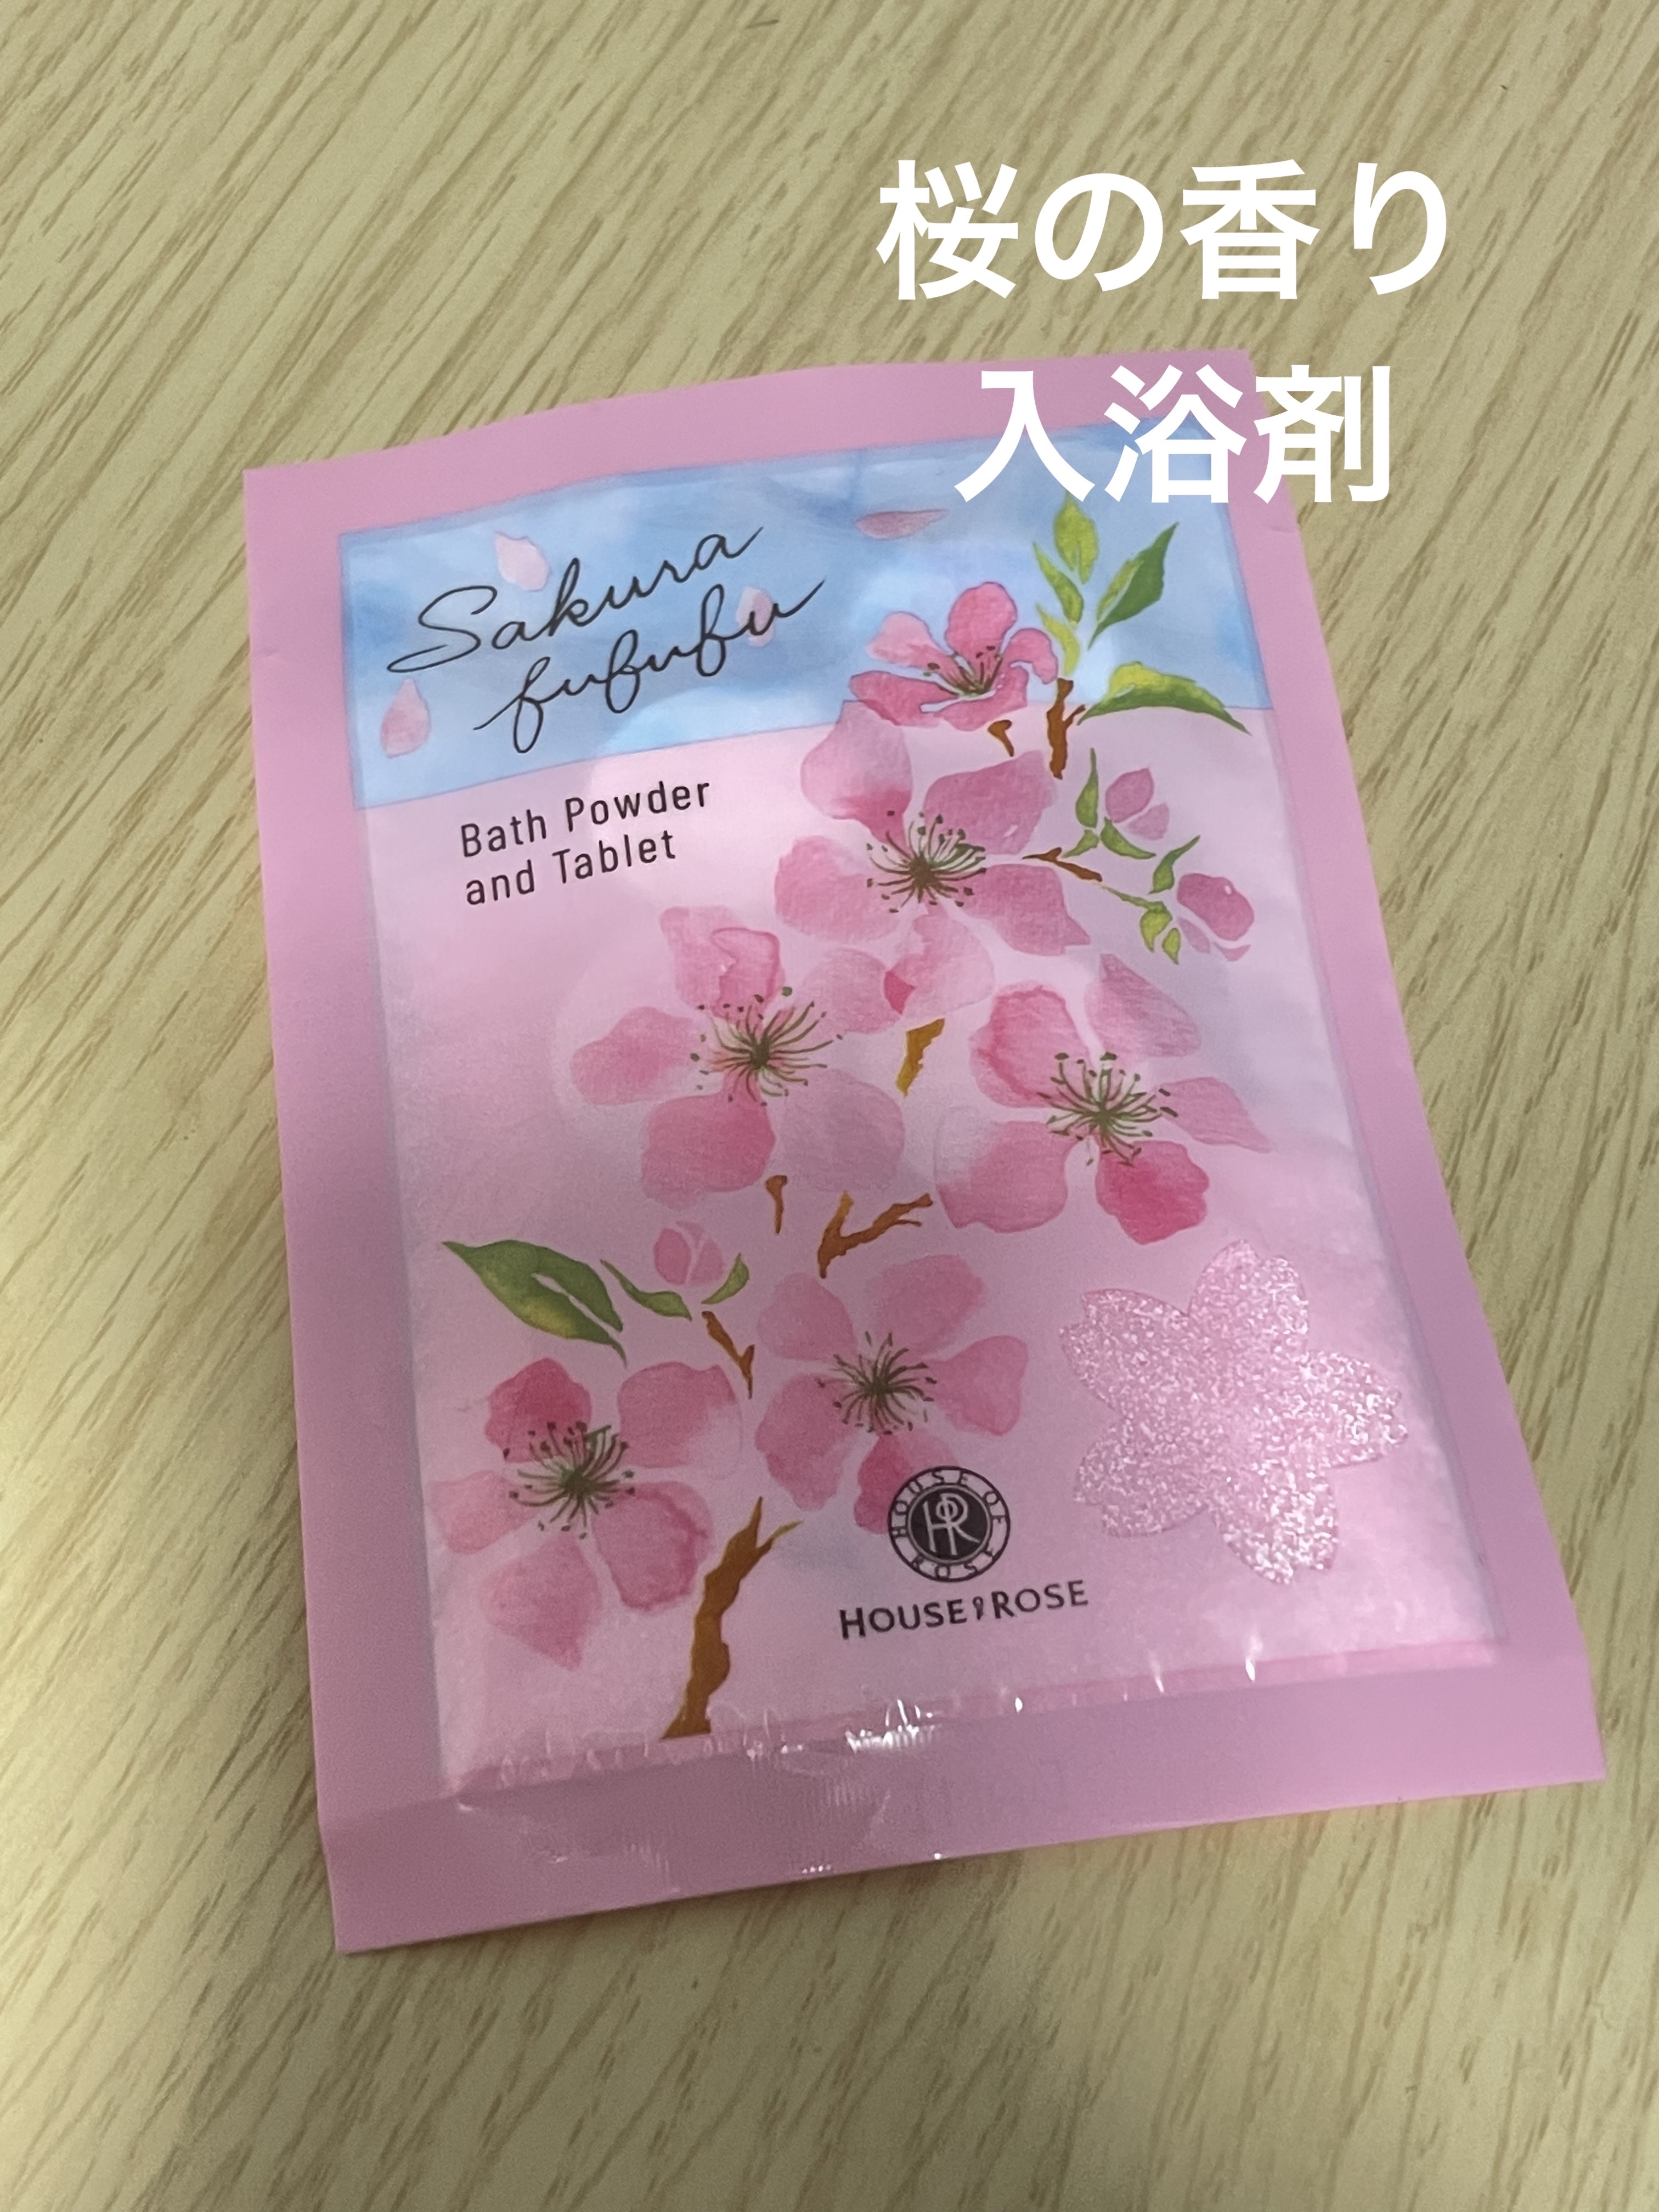 桜の香り
入浴剤
Sakura
fufufu
Bath Powder
and Tablet
HOUSE OF
HR
ROSE
HOUSE OF ROSE